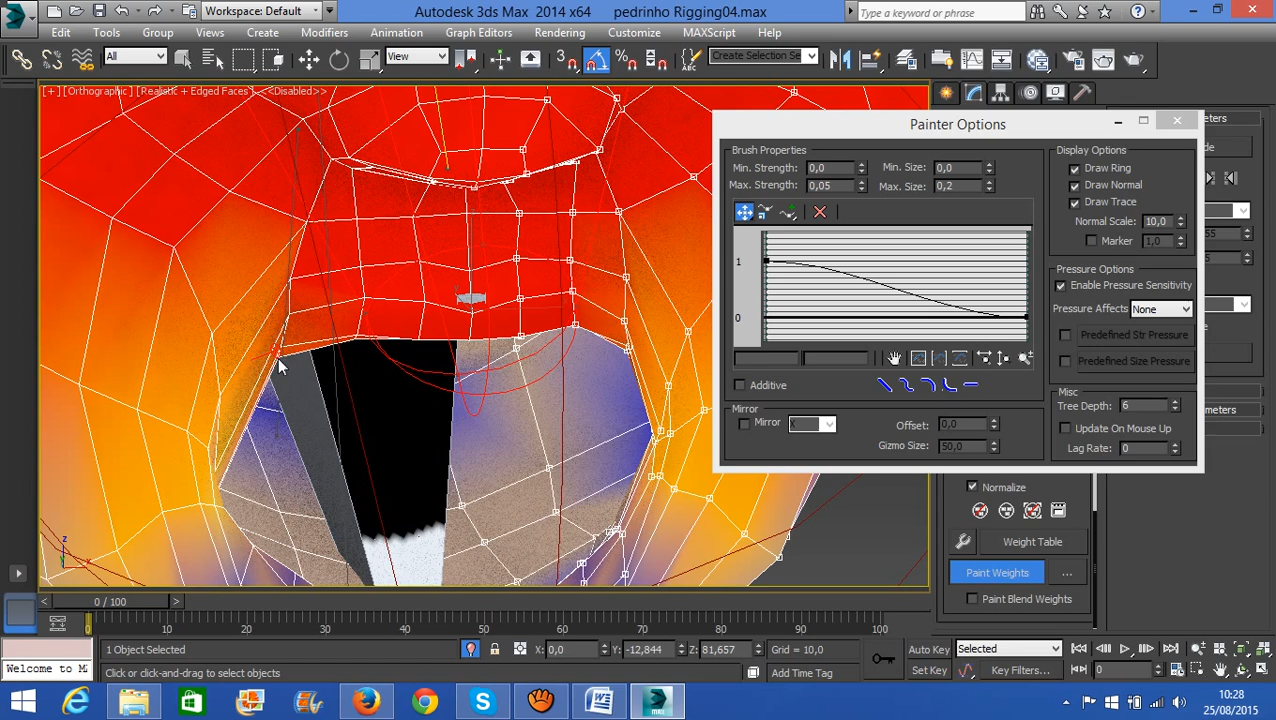 Workspace: Default
Autodesk 3ds Max 2014 x64 pedrinho Rigging04.max
Type a keyword or phrase
Edit Tools Group Views Create Modifiers Animation Graph Editors Rendering Customize MAXScript Help
All
View
Create Selection Se
[+] [Orthographic] [Realistic + Edged Faces] <<Disabled>>
Painter Options
Brush Properties
Min. Strength: 0,0 Min. Size: 0,0
Max. Strength: 0,05 Max. Size: 0,2
1
0
Additive
Mirror
Mirror X Offset: 0,0
Gizmo Size: 50,0
Display Options
Draw Ring
Draw Normal
Draw Trace
Normal Scale: 10,0
Marker 1,0
Pressure Options
Enable Pressure Sensitivity
Pressure Affects: None
Predefined Str Pressure
Predefined Size Pressure
Misc
Tree Depth: 6
Update On Mouse Up
Lag Rate: 0
Normalize
Weight Table
Paint Weights ...
Paint Blend Weights
z
x
0 / 100
0 10 20 30 40 50 60 70 80 90 100
1 Object Selected X: 0,0 Y: -12,844 Z: 81,657 Grid = 10,0 Auto Key Selected
Welcome to M
Click or click-and-drag to select objects Add Time Tag Set Key Key Filters... 0
10:28
25/08/2015